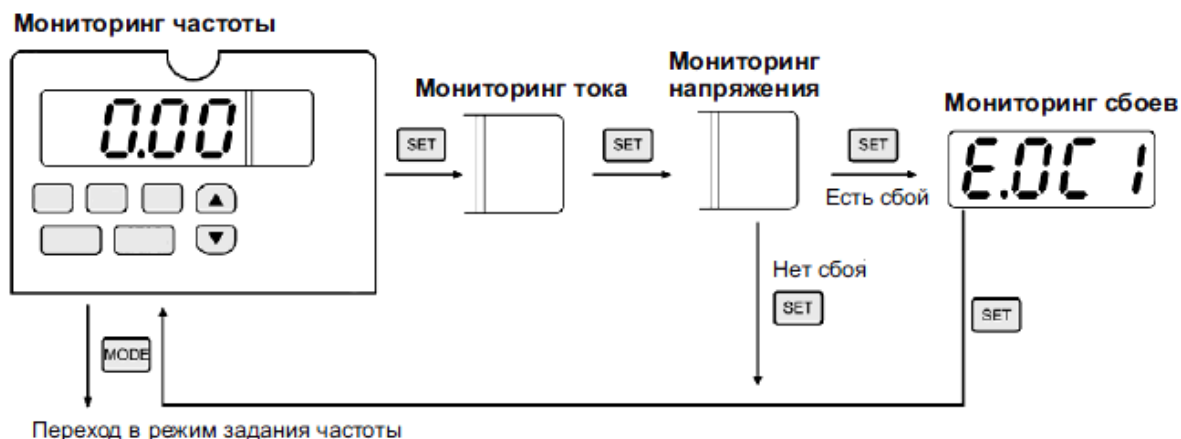 Мониторинг частоты
0.00
Мониторинг тока
Мониторинг
напряжения
Мониторинг сбоев
SET
SET
SET
E.OC1
Есть сбой
Нет сбоя
SET
SET
MODE
Переход в режим задания частоты